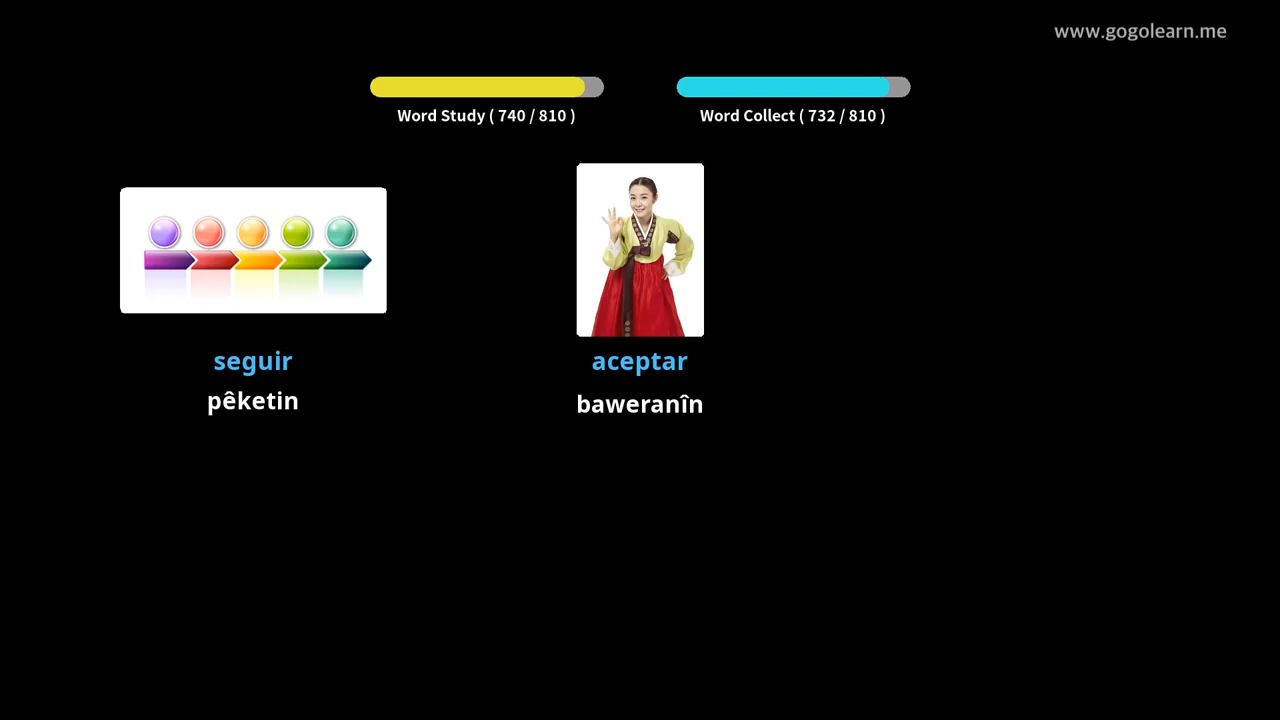 www.gogolearn.me
Word Study ( 740 / 810 )
Word Collect ( 732 / 810 )
seguir
pêketin
aceptar
baweranîn